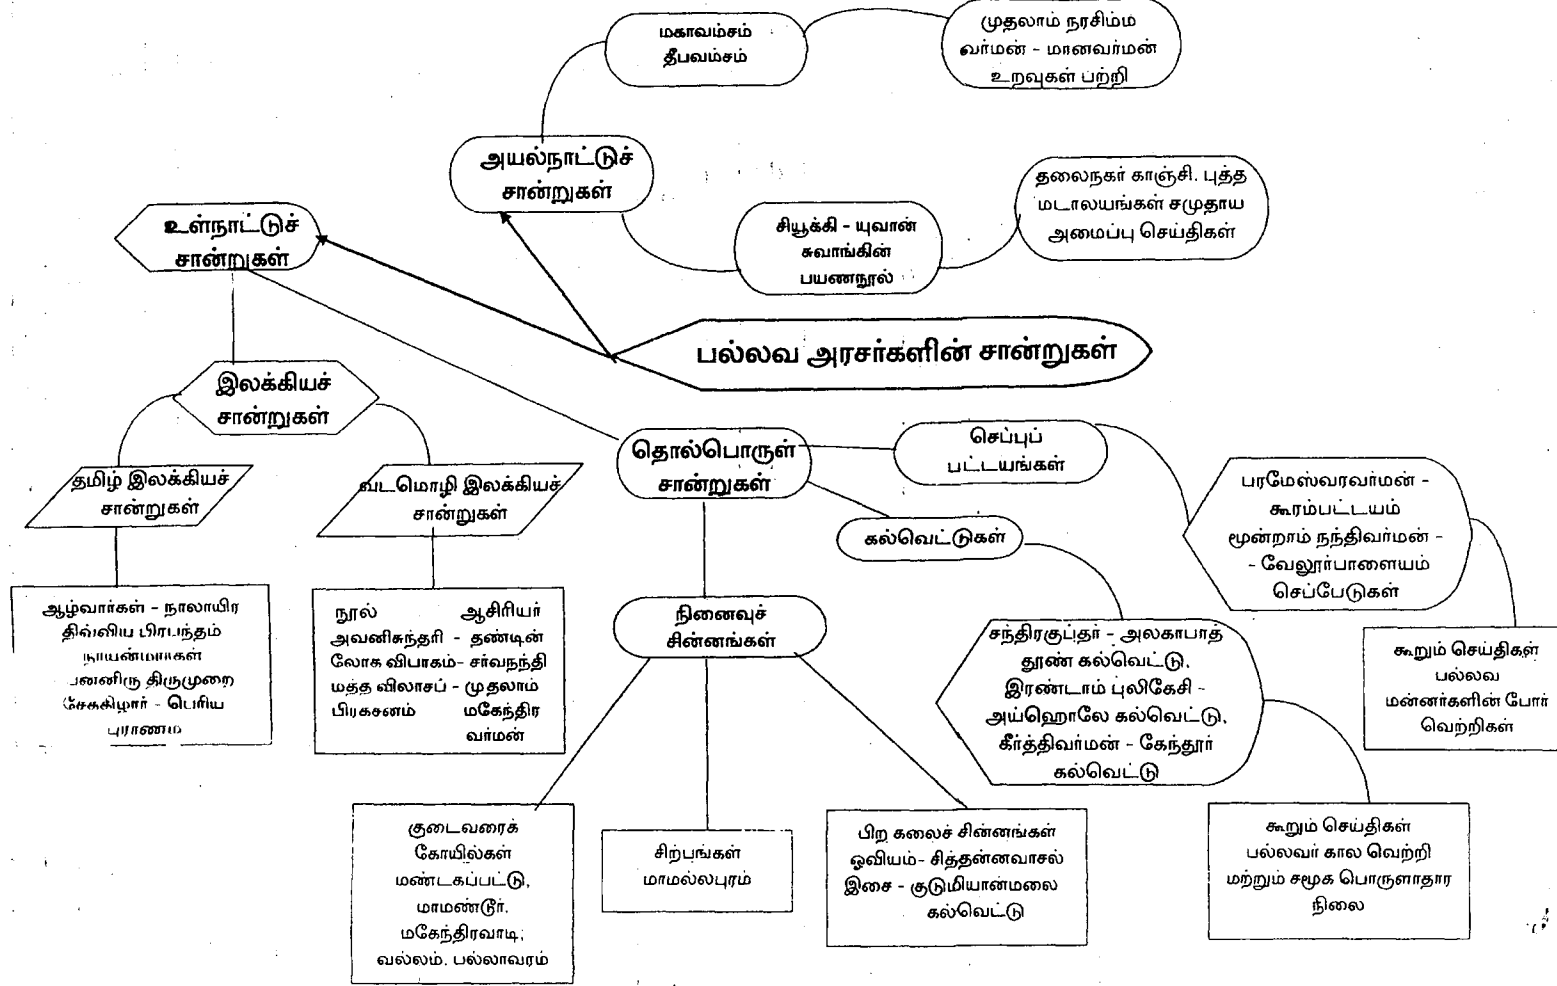 மகாவம்சம்
தீபவம்சம்
முதலாம் நரசிம்ம
வர்மன் - மானவர்மன்
உறவுகள் பற்றி
அயல்நாட்டுச்
சான்றுகள்
சியூக்கி - யுவான்
சுவாங்கின்
பயணநூல்
தலைநகர் காஞ்சி, புத்த
மடாலயங்கள் சமுதாய
அமைப்பு செய்திகள்
உள்நாட்டுச்
சான்றுகள்
பல்லவ அரசர்களின் சான்றுகள்
இலக்கியச்
சான்றுகள்
தமிழ் இலக்கியச்
சான்றுகள்
வடமொழி இலக்கியச்
சான்றுகள்
ஆழ்வார்கள் - நாலாயிர
திவ்விய பிரபந்தம்
நாயன்மார்கள்
பன்னிரு திருமுறை
சேக்கிழார் - பெரிய
புராணம்
நூல் ஆசிரியர்
அவனிசுந்தரி - தண்டின்
லோக விபாகம்- சர்வநந்தி
மத்த விலாசப் - முதலாம்
பிரகசனம் மகேந்திர
வர்மன்
தொல்பொருள்
சான்றுகள்
செப்புப்
பட்டயங்கள்
பரமேஸ்வரவர்மன் -
கூரம்பட்டயம்
மூன்றாம் நந்திவர்மன் -
- வேலூர்பாளையம்
செப்பேடுகள்
கூறும் செய்திகள்
பல்லவ
மன்னர்களின் போர்
வெற்றிகள்
கல்வெட்டுகள்
சந்திரகுப்தர் - அலகாபாத்
தூண் கல்வெட்டு,
இரண்டாம் புலிகேசி -
அய்ஹொலே கல்வெட்டு,
கீர்த்திவர்மன் - கேந்தூர்
கல்வெட்டு
கூறும் செய்திகள்
பல்லவர் கால வெற்றி
மற்றும் சமூக பொருளாதார
நிலை
நினைவுச்
சின்னங்கள்
குடைவரைக்
கோயில்கள்
மண்டகப்பட்டு,
மாமண்டூர்,
மகேந்திரவாடி,
வல்லம், பல்லாவரம்
சிற்பங்கள்
மாமல்லபுரம்
பிற கலைச் சின்னங்கள்
ஓவியம்- சித்தன்னவாசல்
இசை - குடுமியான்மலை
கல்வெட்டு